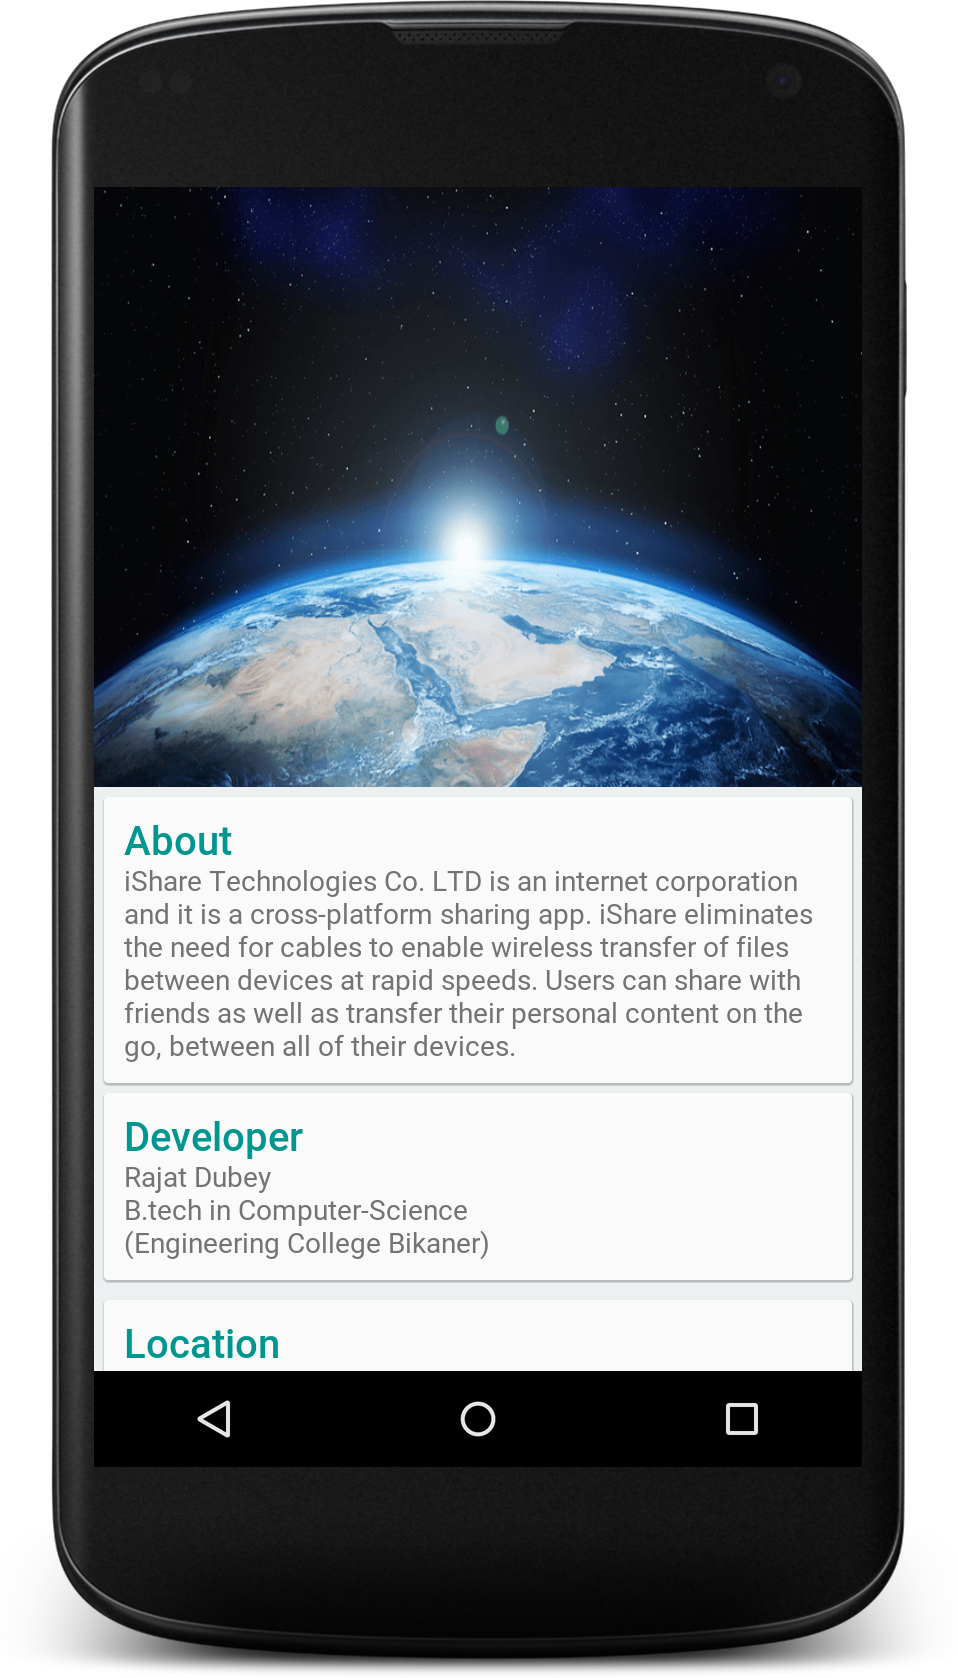 About
iShare Technologies Co. LTD is an internet corporation
and it is a cross-platform sharing app. iShare eliminates
the need for cables to enable wireless transfer of files
between devices at rapid speeds. Users can share with
friends as well as transfer their personal content on the
go, between all of their devices.
Developer
Rajat Dubey
B.tech in Computer-Science
(Engineering College Bikaner)
Location